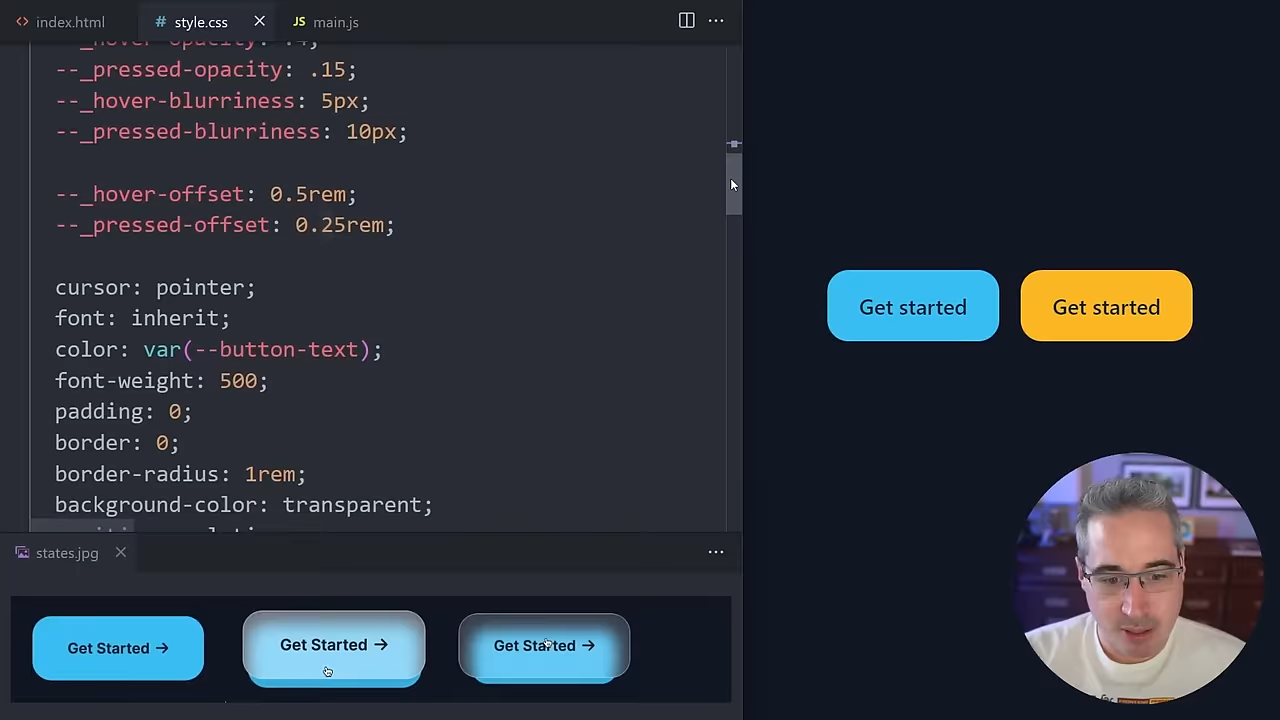 index.html
# style.css
JS main.js
--_hover-opacity: .4;
--_pressed-opacity: .15;
--_hover-blurriness: 5px;
--_pressed-blurriness: 10px;
--_hover-offset: 0.5rem;
--_pressed-offset: 0.25rem;
cursor: pointer;
font: inherit;
color: var(--button-text);
font-weight: 500;
padding: 0;
border: 0;
border-radius: 1rem;
background-color: transparent;
Get started
Get started
states.jpg
Get Started →
Get Started →
Get Started →